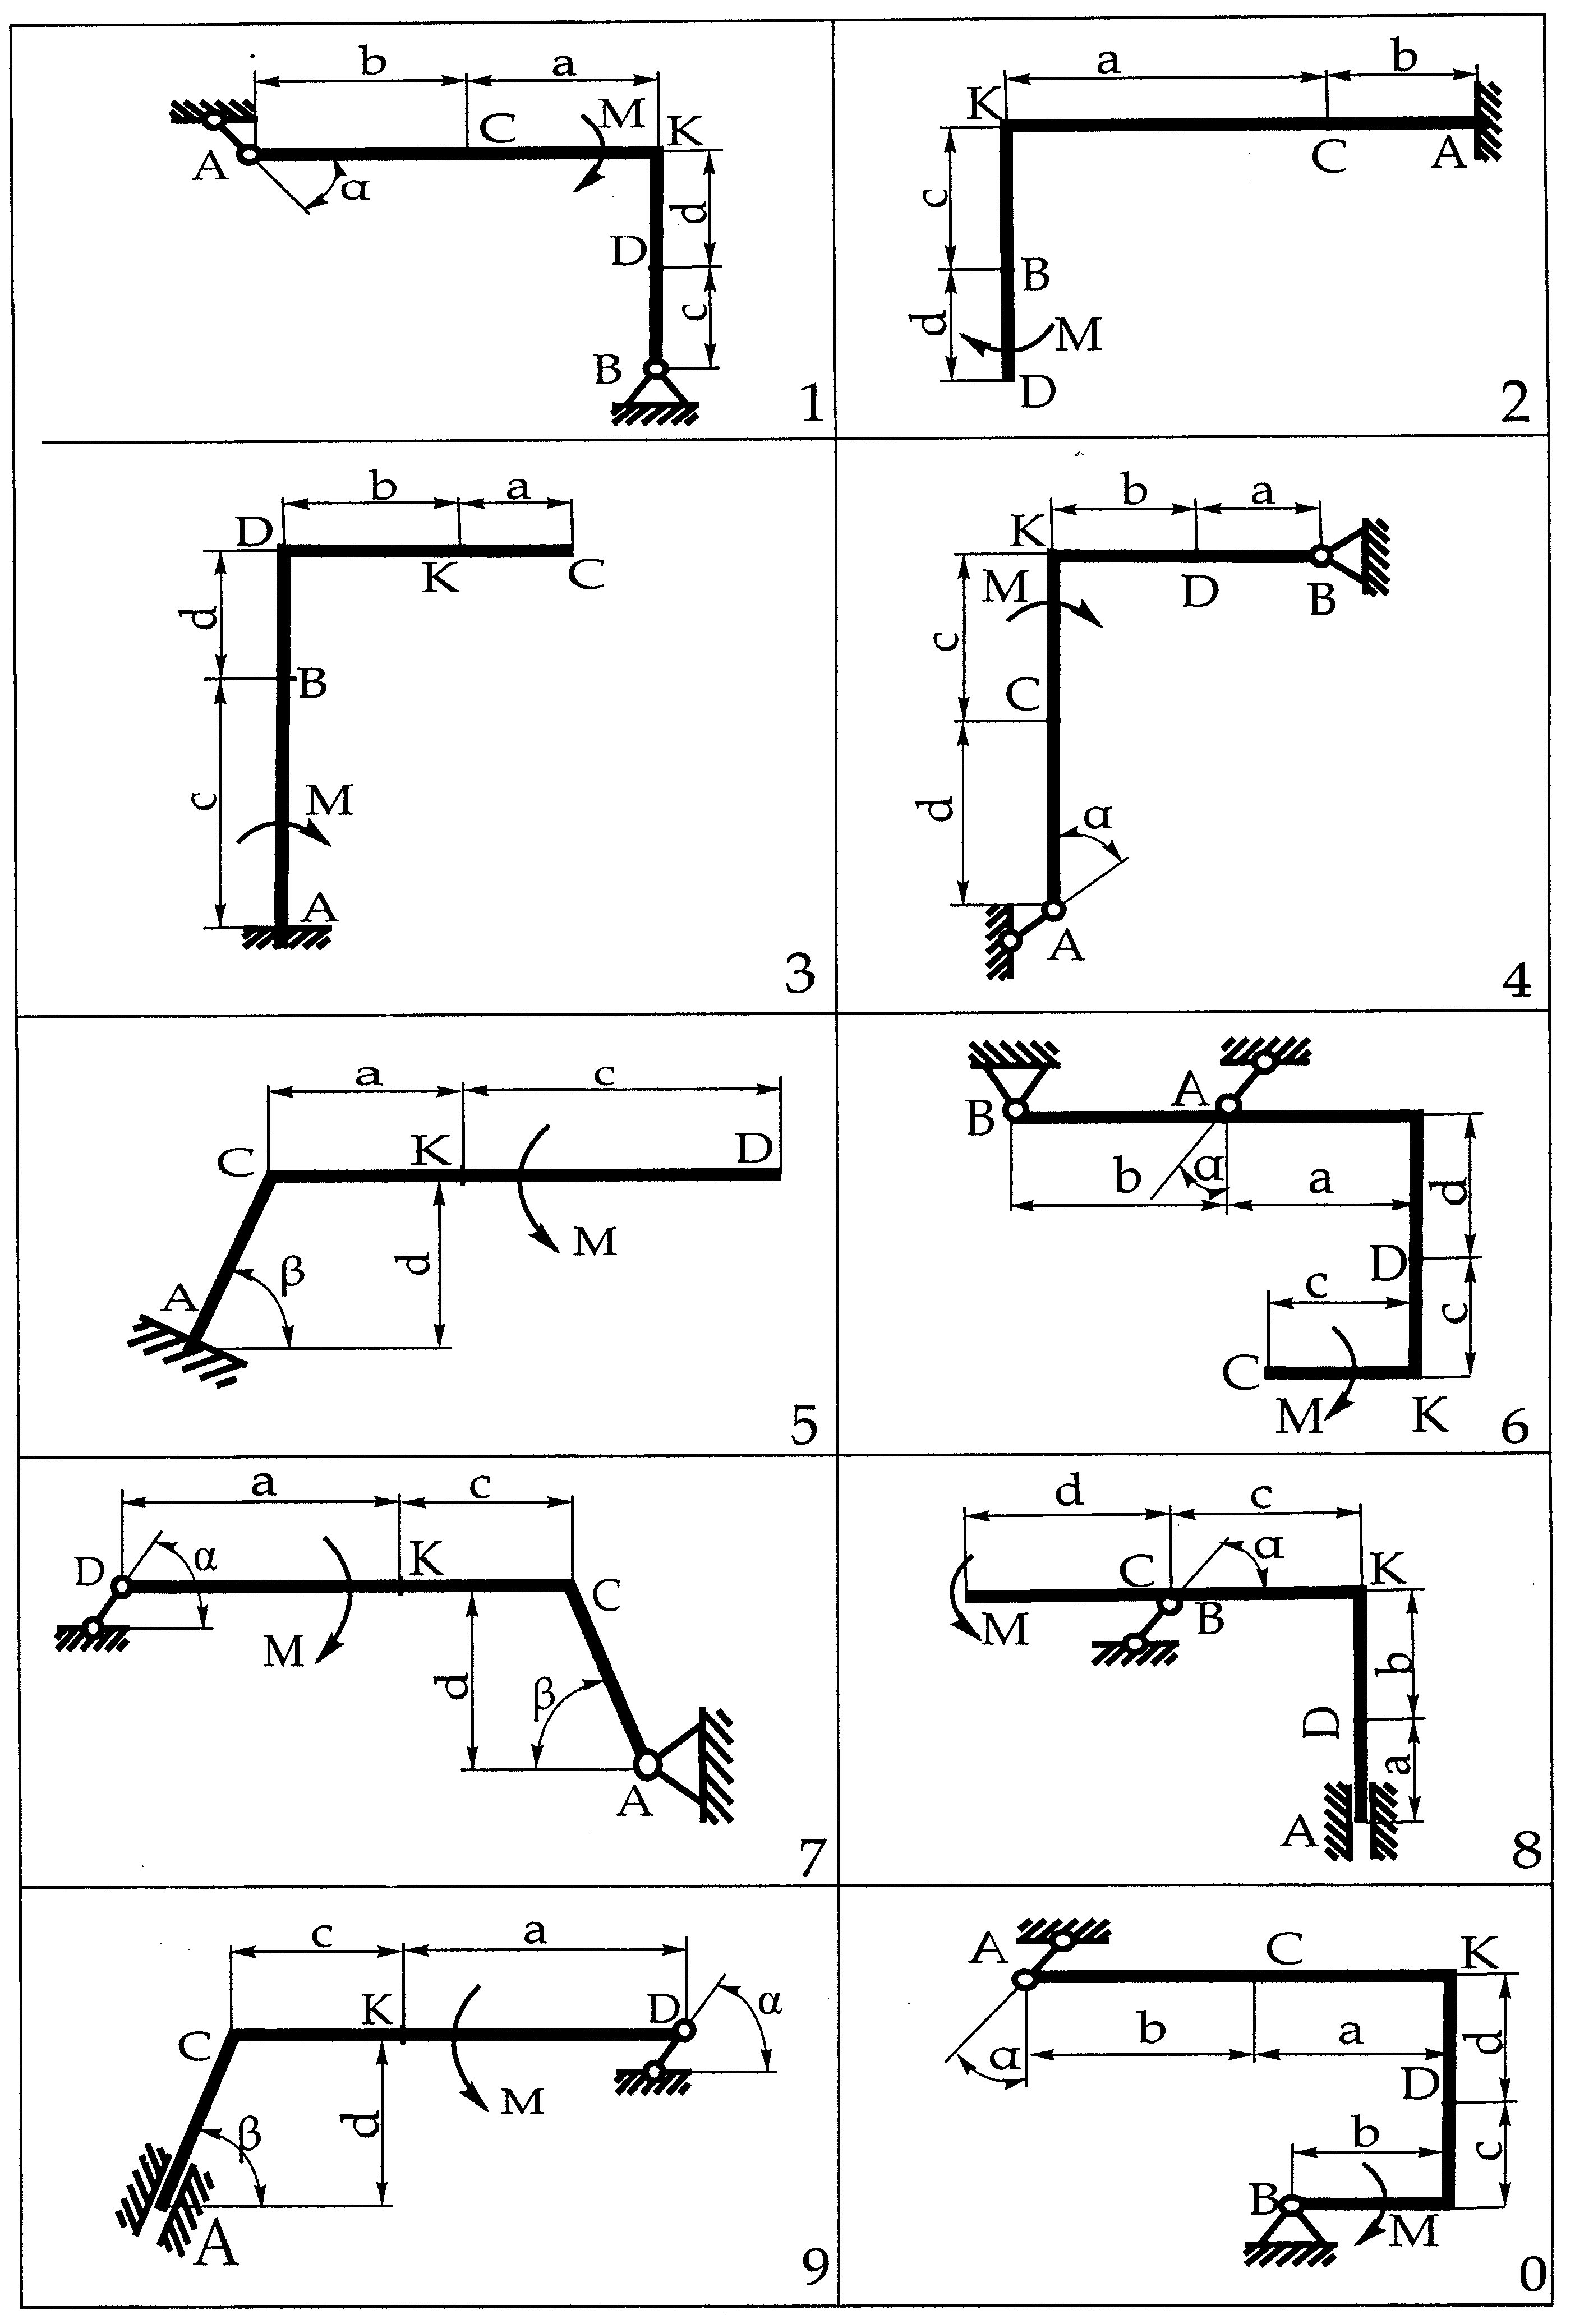 b a
C M K
A α
d
D
c
B
1
a b
K
C A
c
B
d M
D
2
b a
D
K C
d
B
c M
A
3
b a
K
M D B
c
C
d α
A
4
a c
C K D
β d M
A
5
B A
b α a d
D
c c
C
M K
6
a c
D α K C
M d β
A
7
d c
C α K
M B
b
D
a
A
8
c a
K D α
C
M
β d
A
9
A C K
α b a d
D
b c
B M
0